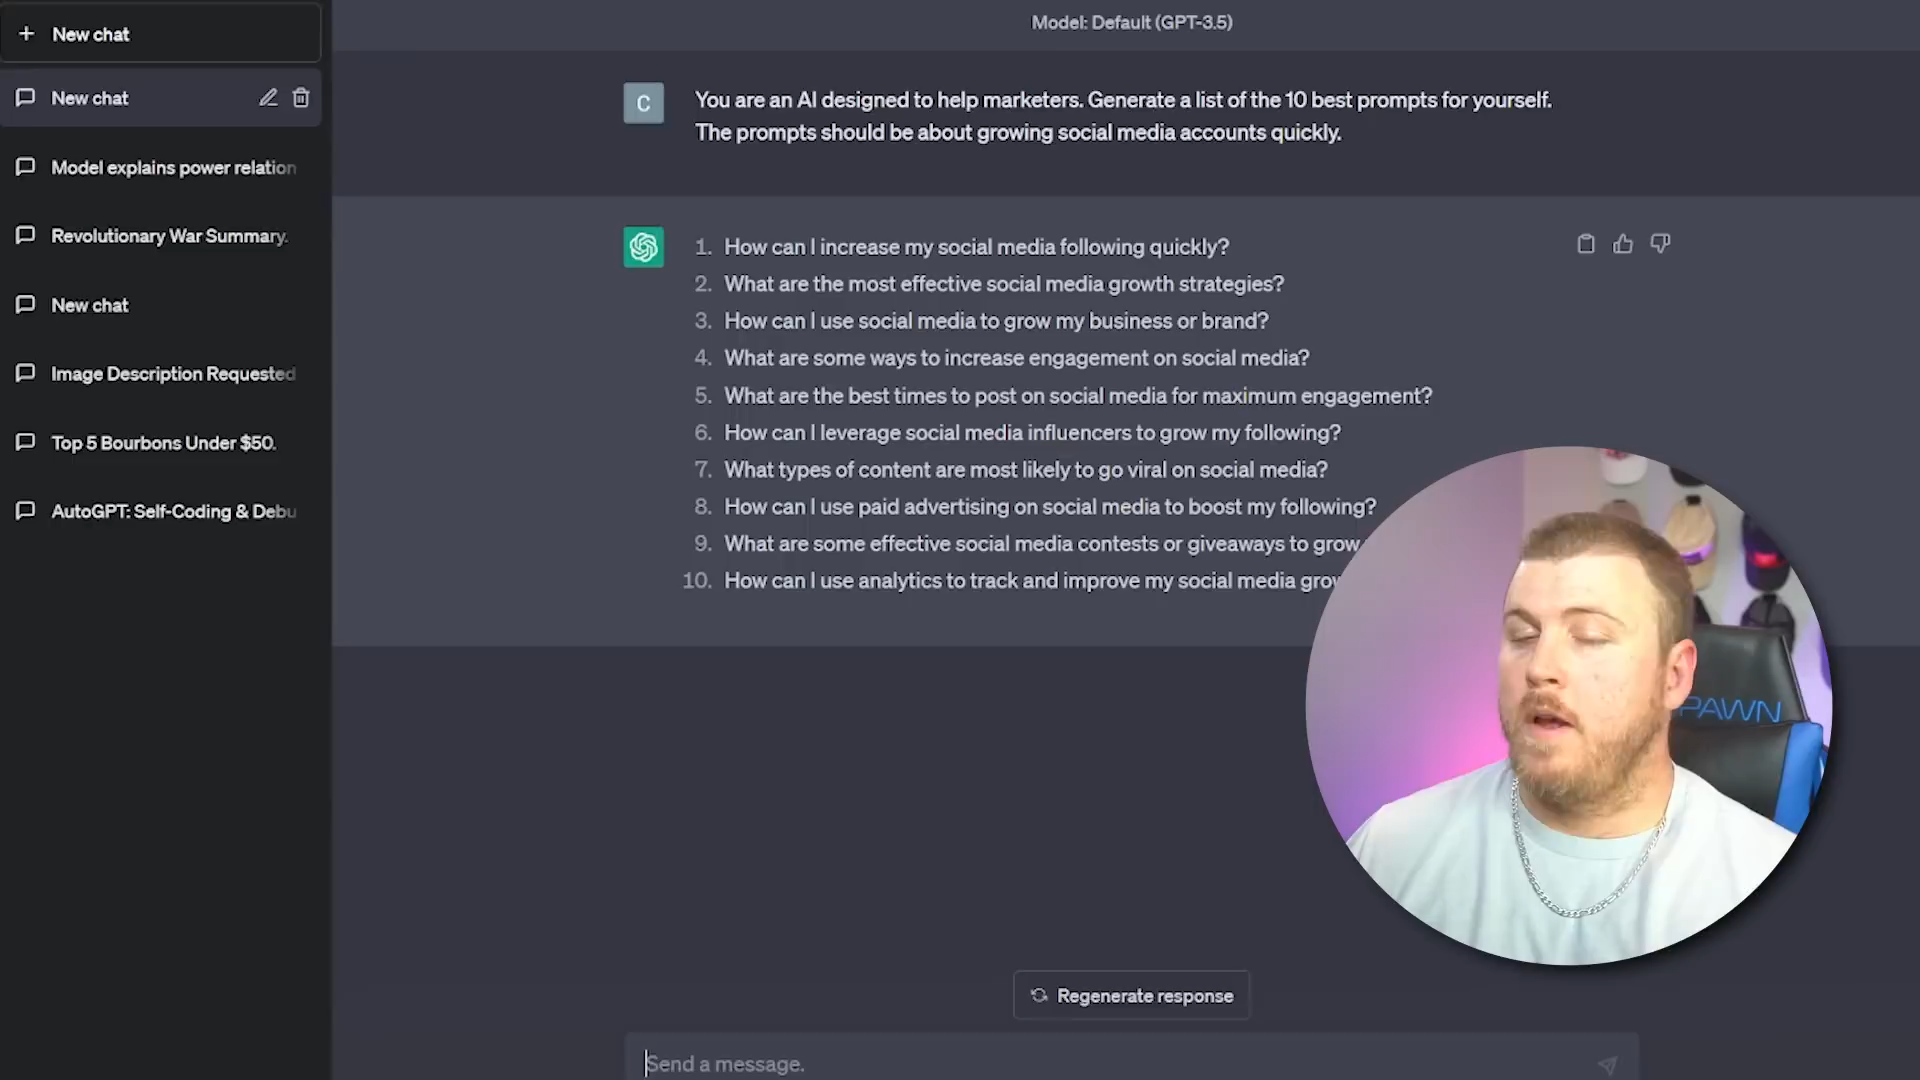 New chat
New chat
Model explains power relation
Revolutionary War Summary.
New chat
Image Description Requested
Top 5 Bourbons Under $50.
AutoGPT: Self-Coding & Debu
Model: Default (GPT-3.5)
C
You are an AI designed to help marketers. Generate a list of the 10 best prompts for yourself.
The prompts should be about growing social media accounts quickly.
1. How can I increase my social media following quickly?
2. What are the most effective social media growth strategies?
3. How can I use social media to grow my business or brand?
4. What are some ways to increase engagement on social media?
5. What are the best times to post on social media for maximum engagement?
6. How can I leverage social media influencers to grow my following?
7. What types of content are most likely to go viral on social media?
8. How can I use paid advertising on social media to boost my following?
9. What are some effective social media contests or giveaways to grow
10. How can I use analytics to track and improve my social media grow
PAWN
Regenerate response
Send a message.